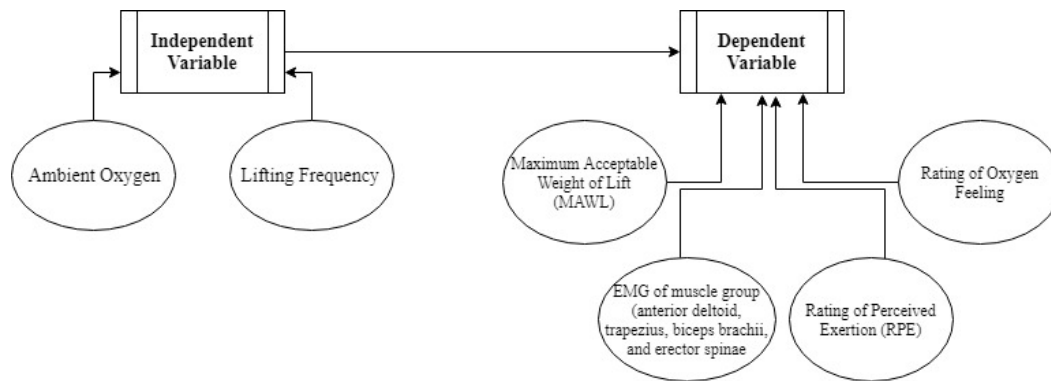 Independent
Variable
Dependent
Variable
Ambient Oxygen
Lifting Frequency
Maximum Acceptable
Weight of Lift
(MAWL)
Rating of Oxygen
Feeling
EMG of muscle group
(anterior deltoid,
trapezius, biceps brachii,
and erector spinae
Rating of Perceived
Exertion (RPE)